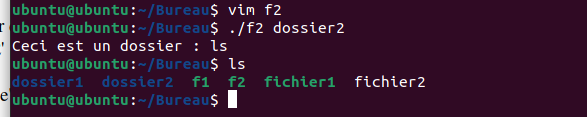 ubuntu@ubuntu:~/Bureau$ vim f2
ubuntu@ubuntu:~/Bureau$ ./f2 dossier2
Ceci est un dossier : ls
ubuntu@ubuntu:~/Bureau$ ls
dossier1 dossier2 f1 f2 fichier1 fichier2
ubuntu@ubuntu:~/Bureau$